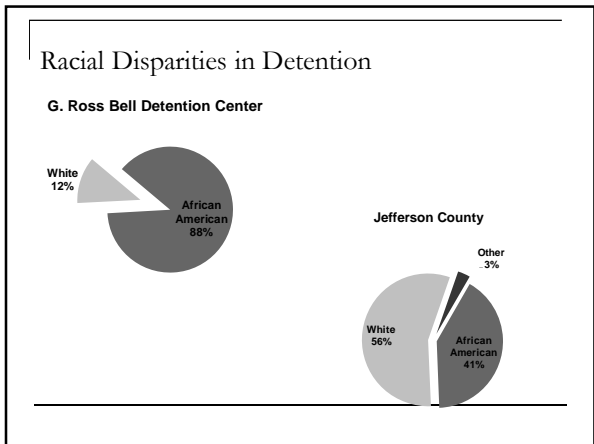 Racial Disparities in Detention
G. Ross Bell Detention Center
White
12%
African
American
88%
Jefferson County
Other
3%
White
56%
African
American
41%